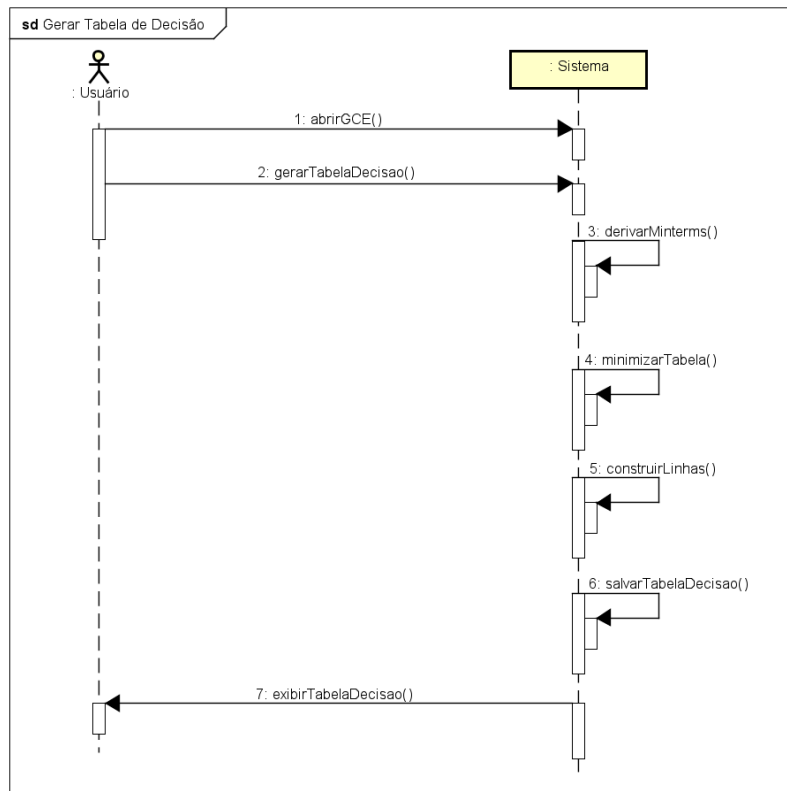 sd Gerar Tabela de Decisão
: Usuário
: Sistema
1: abrirGCE()
2: gerarTabelaDecisao()
3: derivarMinterms()
4: minimizarTabela()
5: construirLinhas()
6: salvarTabelaDecisao()
7: exibirTabelaDecisao()